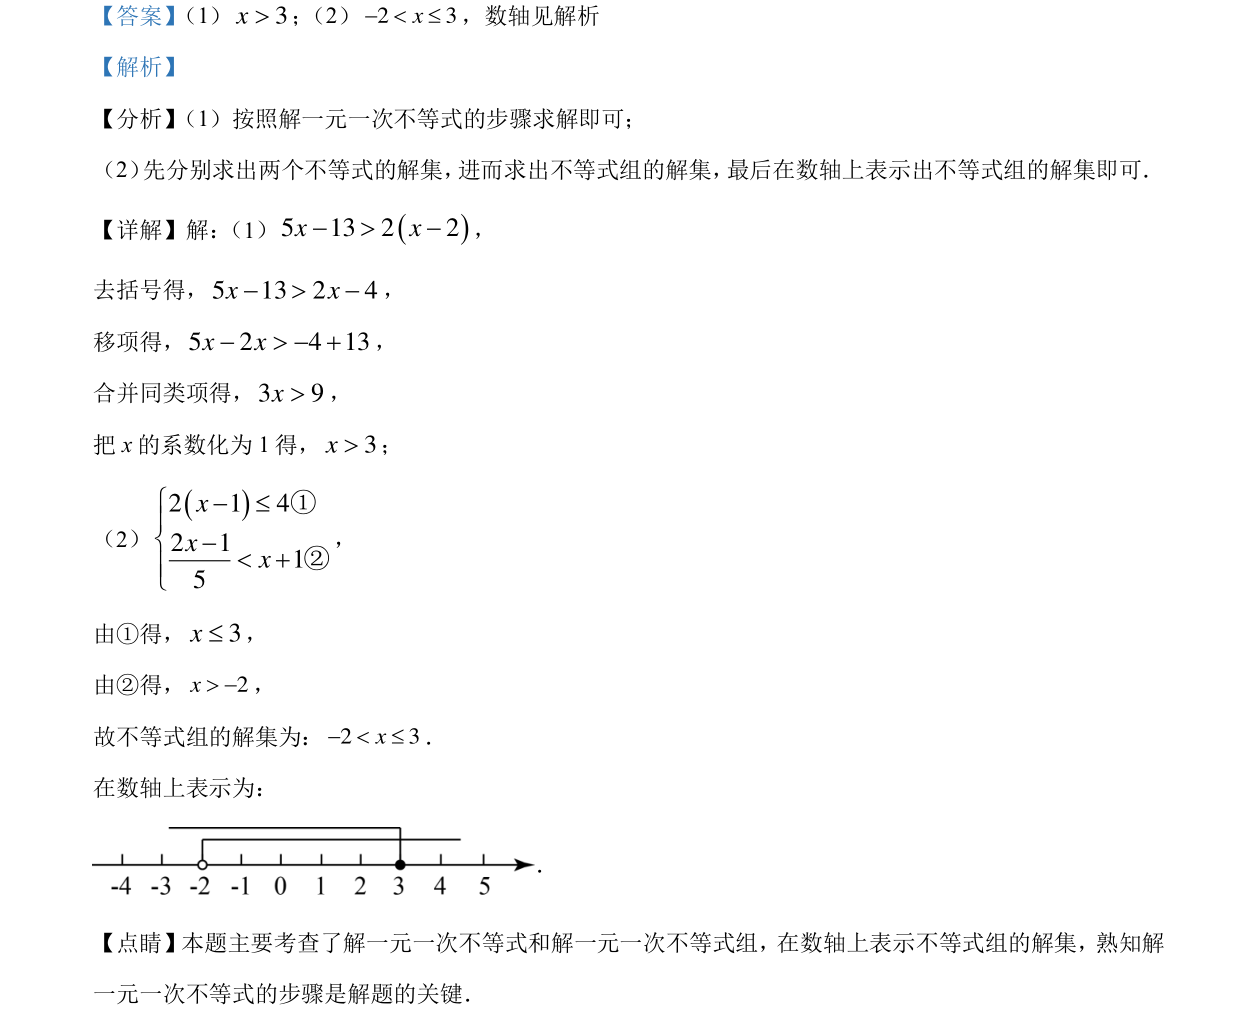 【答案】（1）x > 3；（2）−2 < x ≤ 3，数轴见解析
【解析】
【分析】（1）按照解一元一次不等式的步骤求解即可；
（2）先分别求出两个不等式的解集，进而求出不等式组的解集，最后在数轴上表示出不等式组的解集即可．
【详解】解：（1）5x − 13 > 2(x − 2)，
去括号得，5x − 13 > 2x − 4，
移项得，5x − 2x > −4 + 13，
合并同类项得，3x > 9，
把 x 的系数化为 1 得，x > 3；
（2）{2(x − 1) ≤ 4①
(2x − 1)/5 < x + 1②，
由①得，x ≤ 3，
由②得，x > −2，
故不等式组的解集为：−2 < x ≤ 3．
在数轴上表示为：
-4 -3 -2 -1 0 1 2 3 4 5 ．
【点睛】本题主要考查了解一元一次不等式和解一元一次不等式组，在数轴上表示不等式组的解集，熟知解
一元一次不等式的步骤是解题的关键．